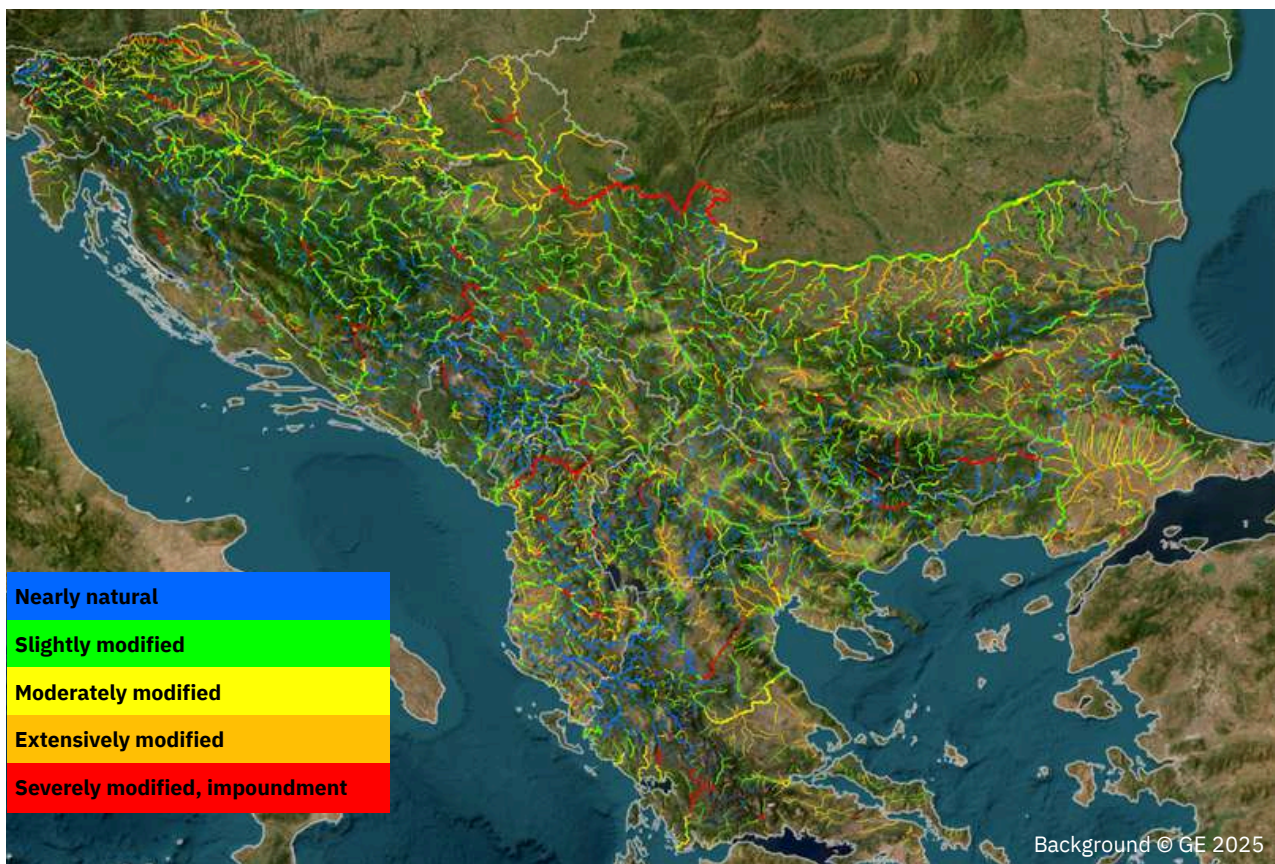 Nearly natural
Slightly modified
Moderately modified
Extensively modified
Severely modified, impoundment
Background © GE 2025